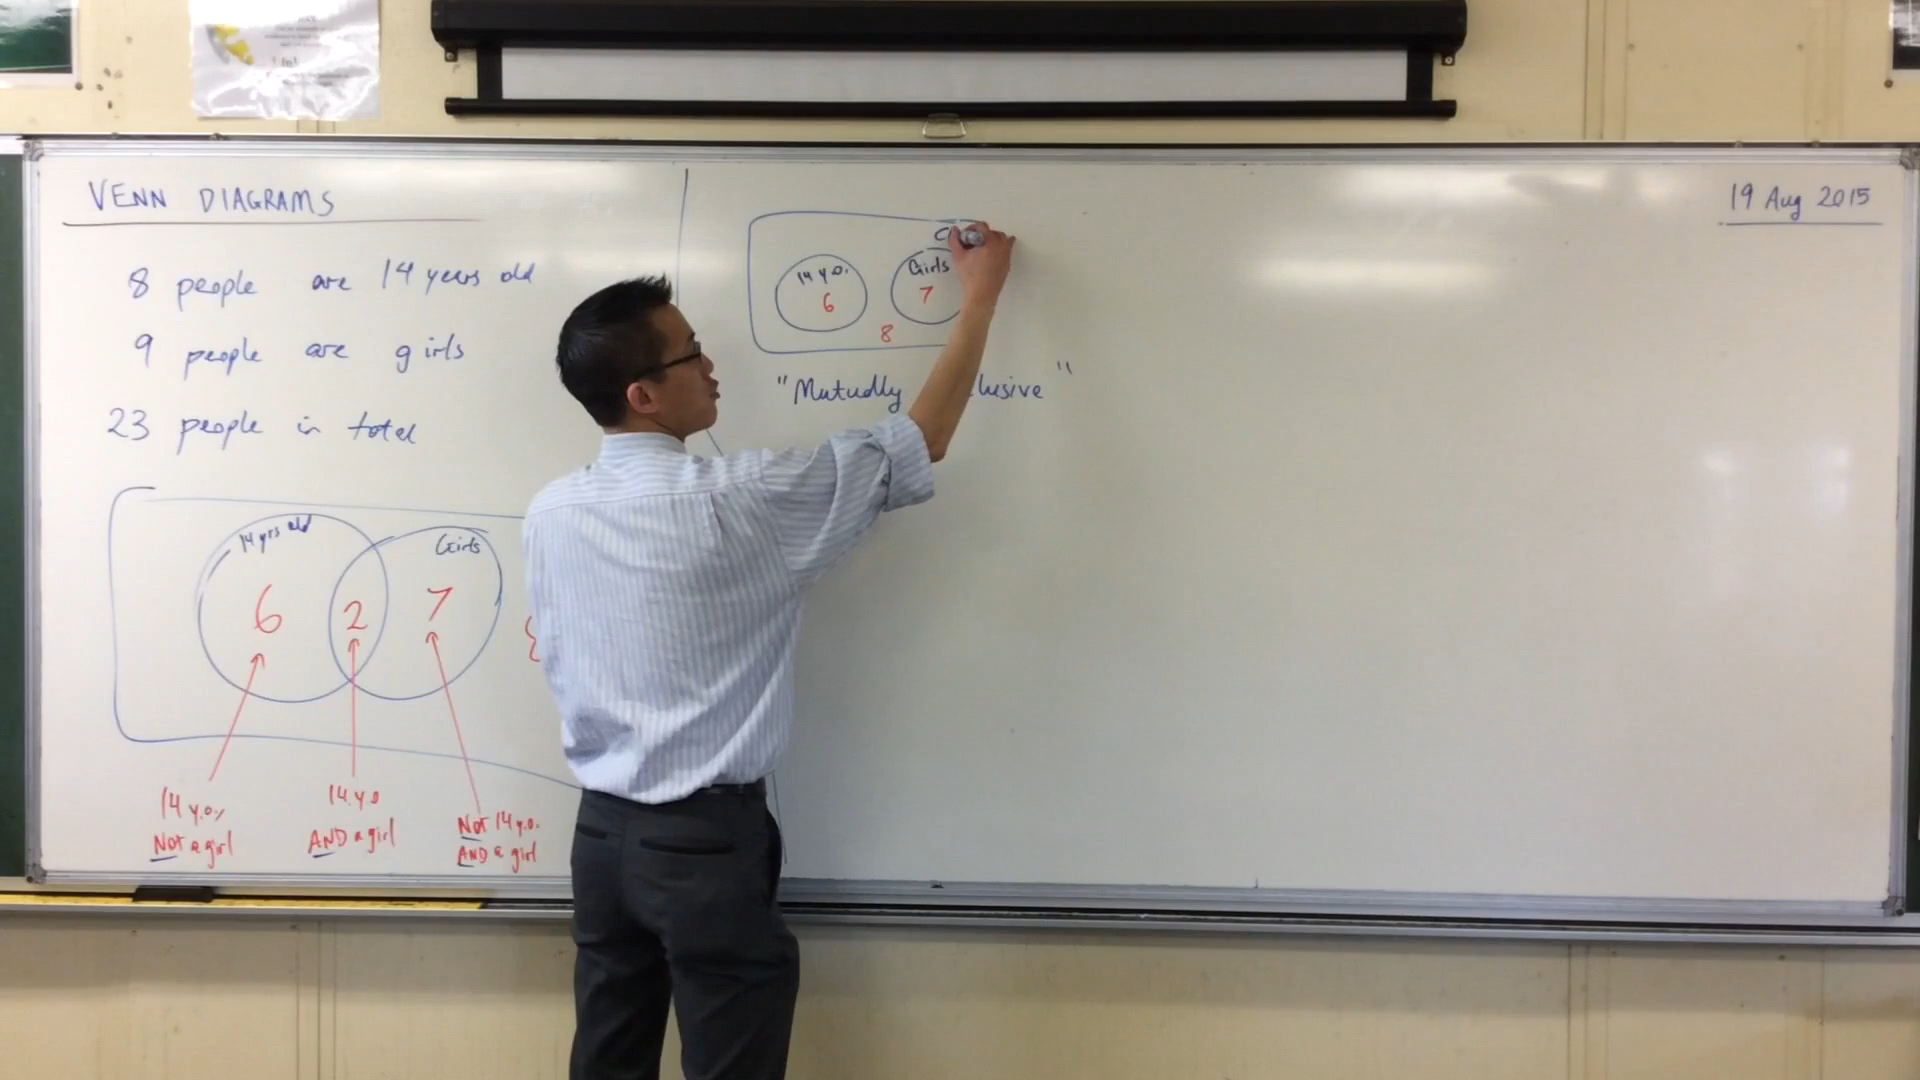 VENN DIAGRAMS
8 people are 14 years old
9 people are girls
23 people in total
14 yrs old
Girls
6
2
7
14 y.o.
Not a girl
14 y.o
AND a girl
Not 14 y.o.
AND a girl
14 y.o.
Girls
6
7
8
"Mutually
19 Aug 2015